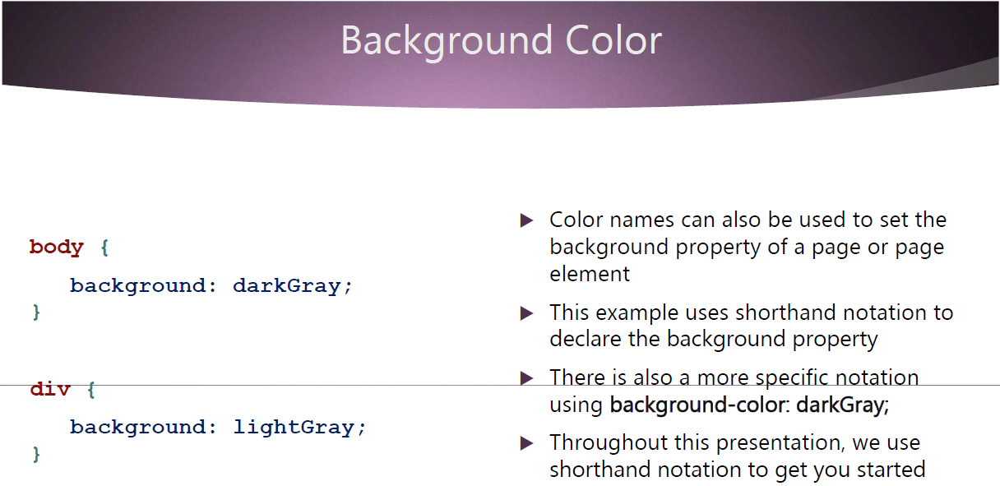 Background Color
body {
background: darkGray;
}
div {
background: lightGray;
}
Color names can also be used to set the
background property of a page or page
element
This example uses shorthand notation to
declare the background property
There is also a more specific notation
using background-color: darkGray;
Throughout this presentation, we use
shorthand notation to get you started